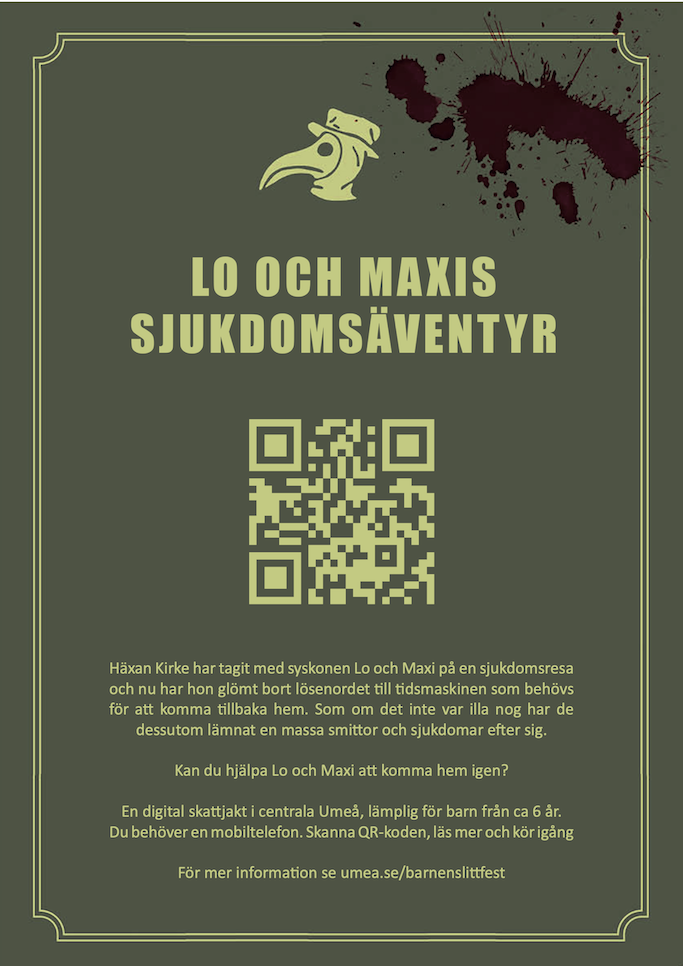 LO OCH MAXIS
SJUKDOMSÄVENTYR
Häxan Kirke har tagit med syskonen Lo och Maxi på en sjukdomsresa
och nu har hon glömt bort lösenordet till tidsmaskinen som behövs
för att komma tillbaka hem. Som om det inte var illa nog har de
dessutom lämnat en massa smittor och sjukdomar efter sig.
Kan du hjälpa Lo och Maxi att komma hem igen?
En digital skattjakt i centrala Umeå, lämplig för barn från ca 6 år.
Du behöver en mobiltelefon. Skanna QR-koden, läs mer och kör igång
För mer information se umea.se/barnenslittfest